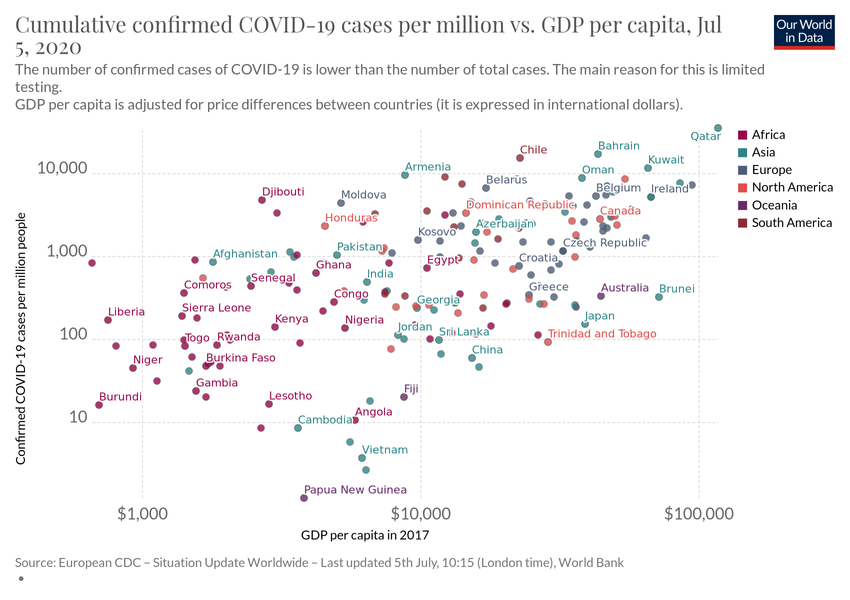 Cumulative confirmed COVID-19 cases per million vs. GDP per capita, Jul
5, 2020
Our World
in Data
The number of confirmed cases of COVID-19 is lower than the number of total cases. The main reason for this is limited
testing.
GDP per capita is adjusted for price differences between countries (it is expressed in international dollars).
Qatar
Africa
Asia
Europe
North America
Oceania
South America
Chile
Bahrain
Kuwait
10,000
Armenia
Oman
Belarus
Belgium
Ireland
Djibouti
Moldova
Dominican Republic
Canada
Honduras
Azerbaijan
Kosovo
Czech Republic
1,000
Afghanistan
Pakistan
Egypt
Croatia
Ghana
India
Comoros
Senegal
Greece
Australia
Brunei
Congo
Georgia
Liberia
Sierra Leone
Kenya
Nigeria
Japan
100
Togo
Rwanda
Jordan
Sri Lanka
Trinidad and Tobago
Niger
Burkina Faso
China
Gambia
Burundi
Lesotho
Fiji
10
Cambodia
Angola
Vietnam
Papua New Guinea
Confirmed COVID-19 cases per million people
$1,000
$10,000
$100,000
GDP per capita in 2017
Source: European CDC – Situation Update Worldwide – Last updated 5th July, 10:15 (London time), World Bank